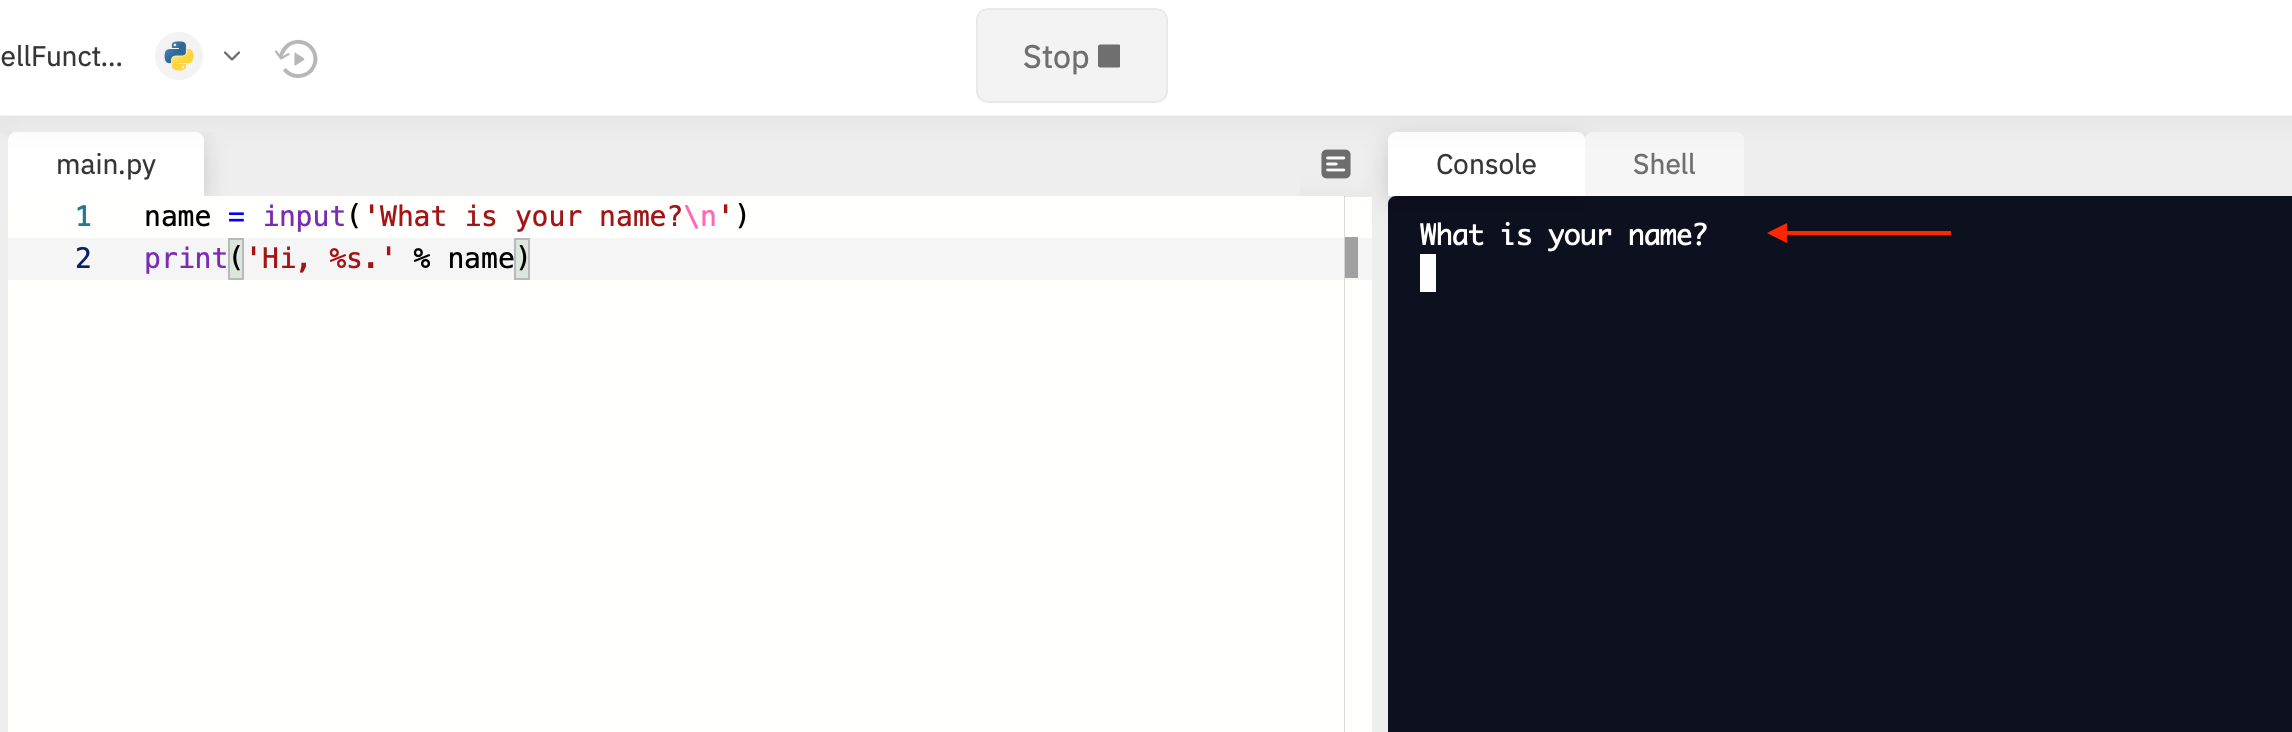 ellFunct...
Stop
main.py
1 name = input('What is your name?\n')
2 print('Hi, %s.' % name)
Console Shell
What is your name?